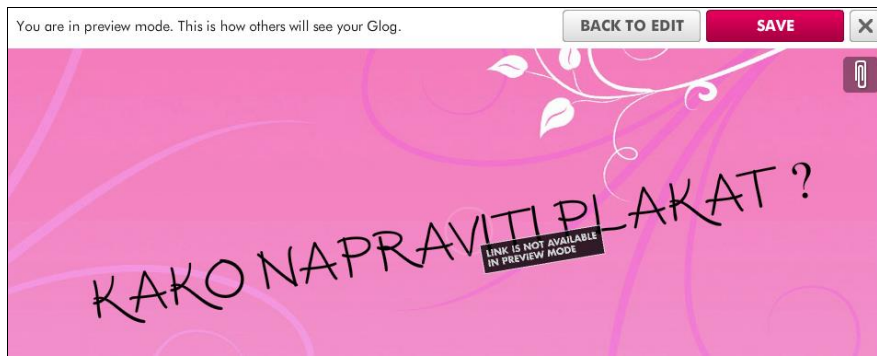 You are in preview mode. This is how others will see your Glog.
BACK TO EDIT
SAVE
KAKO NAPRAVITI PLAKAT ?
LINK IS NOT AVAILABLE
IN PREVIEW MODE